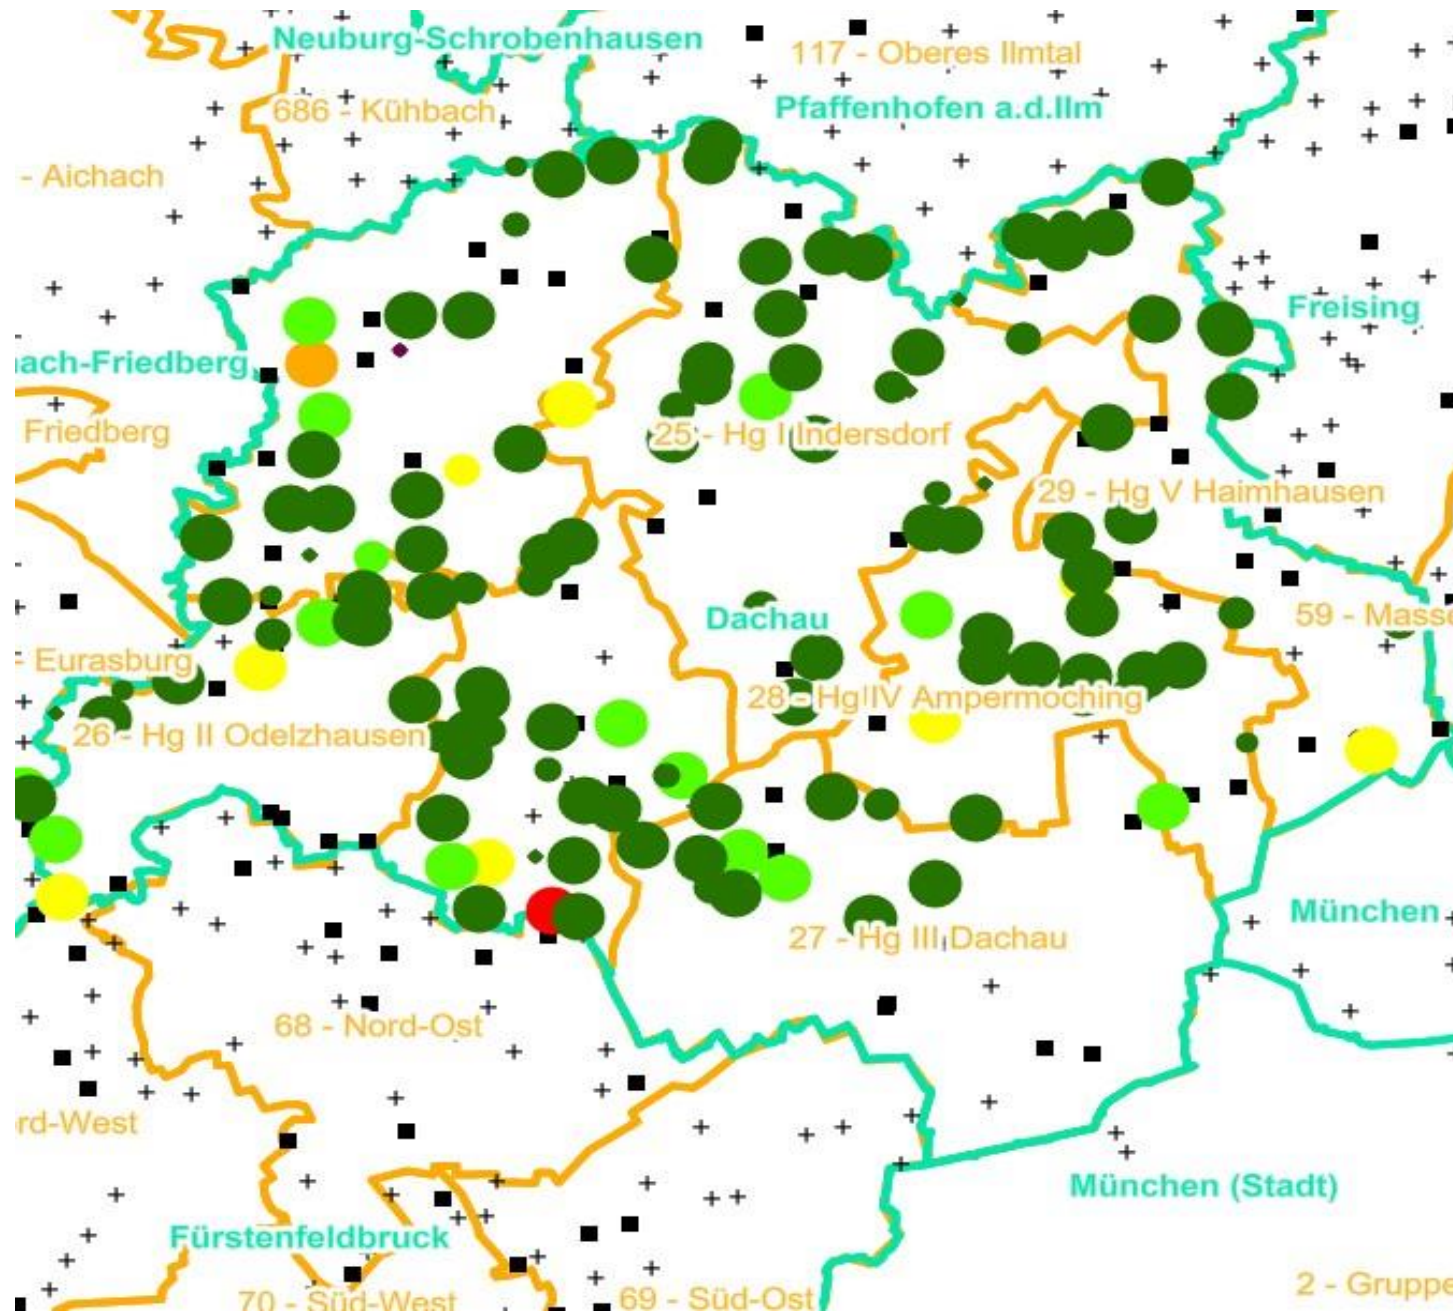 Neuburg-Schrobenhausen
117 - Oberes Ilmtal
686 - Kühbach
Pfaffenhofen a.d.Ilm
- Aichach
Freising
ach-Friedberg
Friedberg
25 - Hg I Indersdorf
29 - Hg V Haimhausen
Dachau
59 - Masse
- Eurasburg
28 - Hg IV Ampermoching
26 - Hg II Odelzhausen
München
27 - Hg III Dachau
68 - Nord-Ost
rd-West
München (Stadt)
Fürstenfeldbruck
2 - Gruppe
70 - Süd-West
69 - Süd-Ost